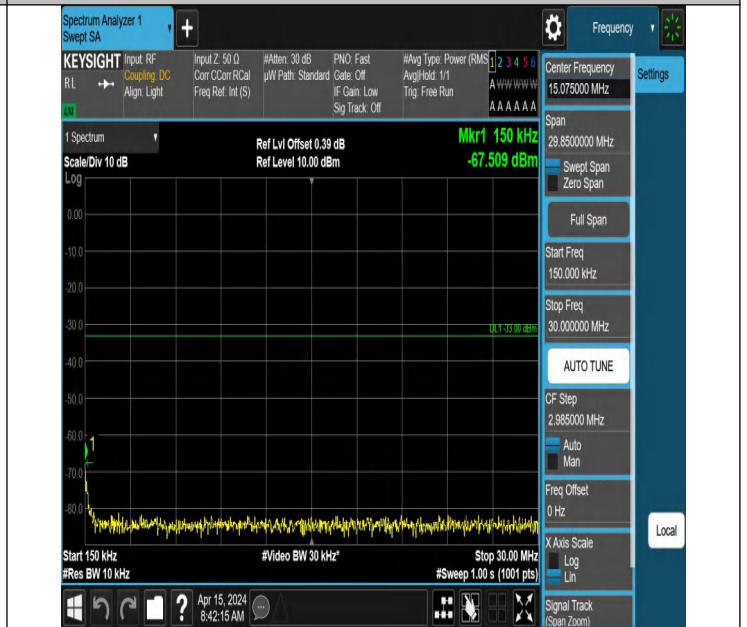 Spectrum Analyzer 1
Swept SA
+
Frequency
KEYSIGHT
RL
LXI
Input: RF
Coupling: DC
Align: Light
Input Z: 50 Ω
Corr CCorr RCal
Freq Ref: Int (S)
#Atten: 30 dB
µW Path: Standard
PNO: Fast
Gate: Off
IF Gain: Low
Sig Track: Off
#Avg Type: Power (RMS
Avg|Hold: 1/1
Trig: Free Run
1 2 3 4 5 6
A W W W W W
A A A A A A
1 Spectrum
Scale/Div 10 dB
Ref Lvl Offset 0.39 dB
Ref Level 10.00 dBm
Mkr1 150 kHz
-67.509 dBm
Log
0.00
-10.0
-20.0
-30.0
DL1 -33.00 dBm
-40.0
-50.0
-60.0
1
-70.0
-80.0
Start 150 kHz
#Video BW 30 kHz*
Stop 30.00 MHz
#Res BW 10 kHz
#Sweep 1.00 s (1001 pts)
?
Apr 15, 2024
8:42:15 AM
Center Frequency
15.075000 MHz
Settings
Span
29.8500000 MHz
Swept Span
Zero Span
Full Span
Start Freq
150.000 kHz
Stop Freq
30.000000 MHz
AUTO TUNE
CF Step
2.985000 MHz
Auto
Man
Freq Offset
0 Hz
Local
X Axis Scale
Log
Lin
Signal Track
(Span Zoom)